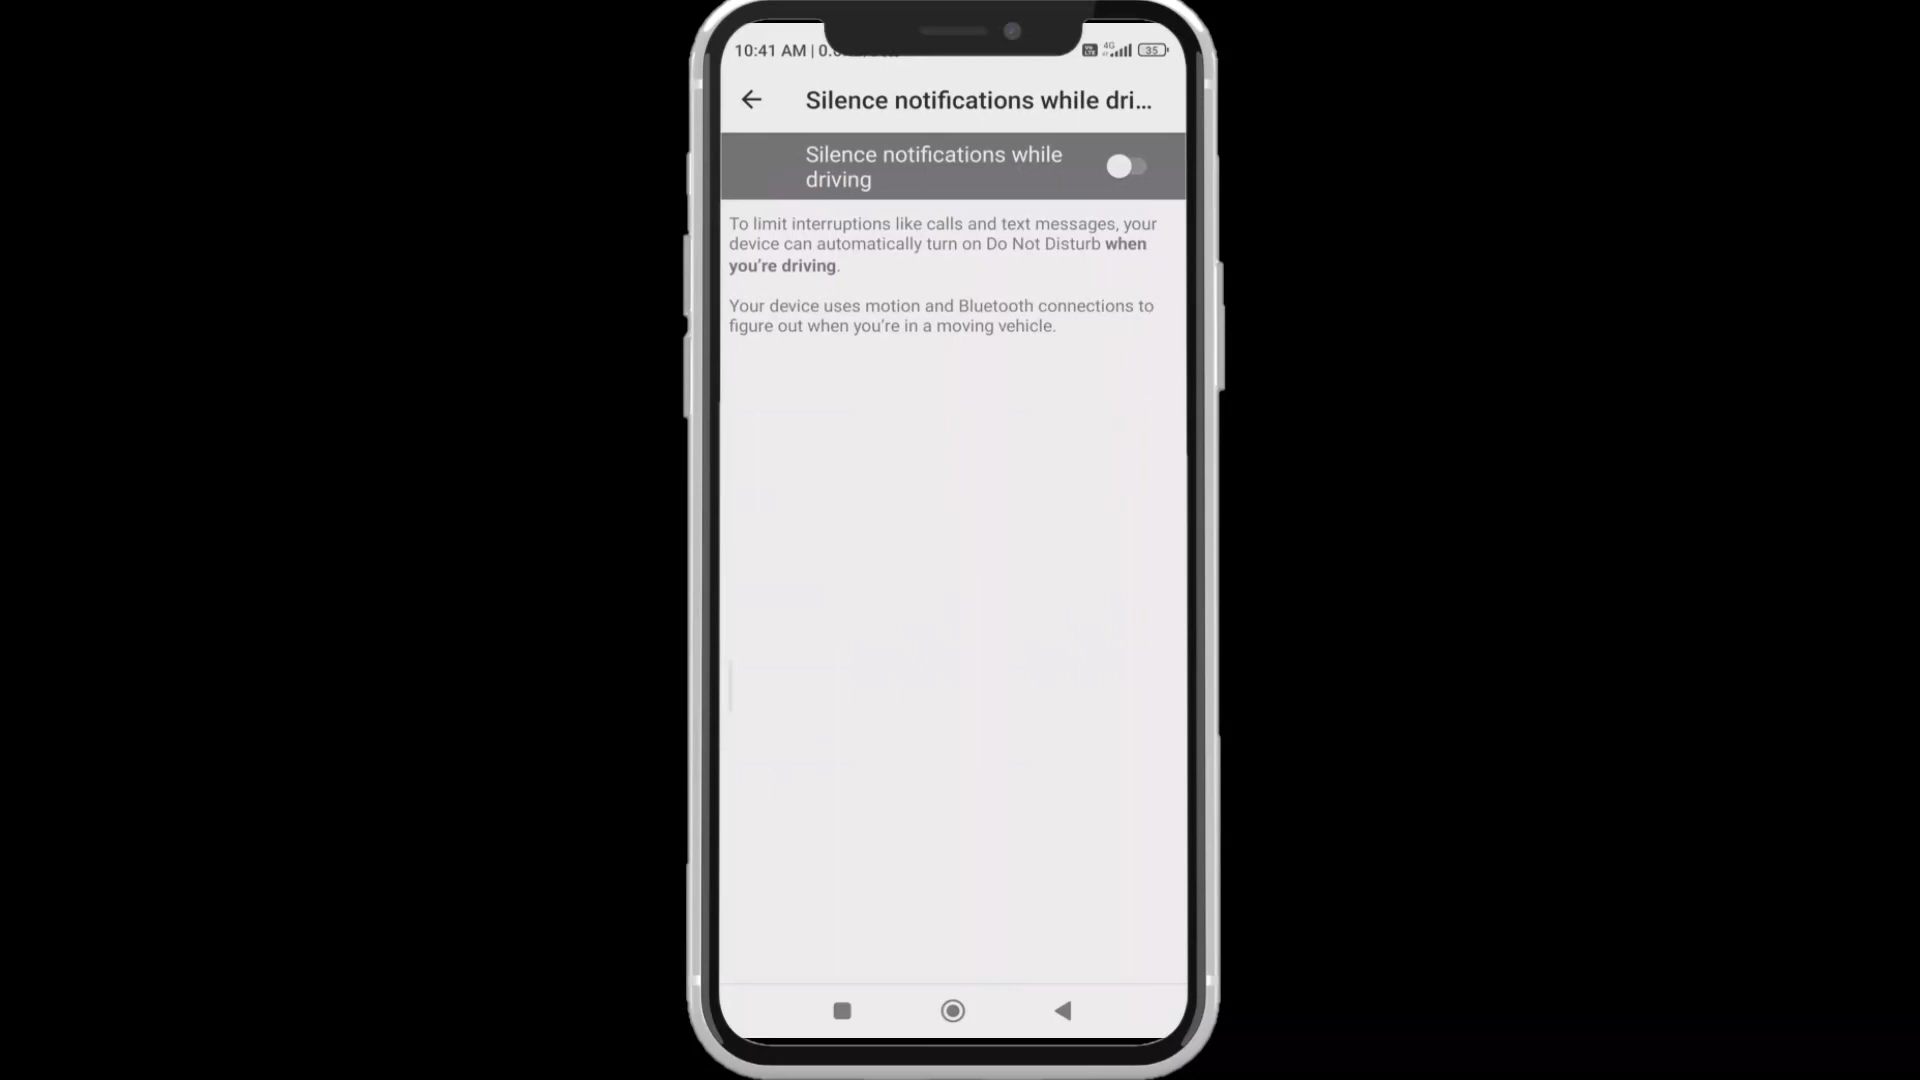 10:41 AM | 0.
4G
35
Silence notifications while dri...
Silence notifications while
driving
To limit interruptions like calls and text messages, your
device can automatically turn on Do Not Disturb when
you’re driving.
Your device uses motion and Bluetooth connections to
figure out when you’re in a moving vehicle.